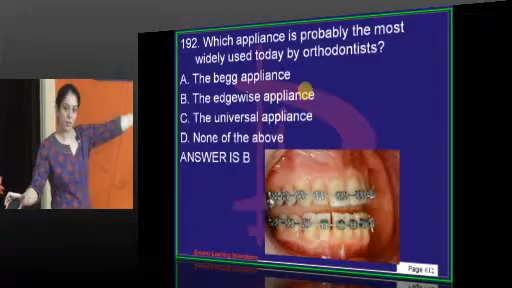 192. Which appliance is probably the most
widely used today by orthodontists?
A. The begg appliance
B. The edgewise appliance
C. The universal appliance
D. None of the above
ANSWER IS B
Page 612